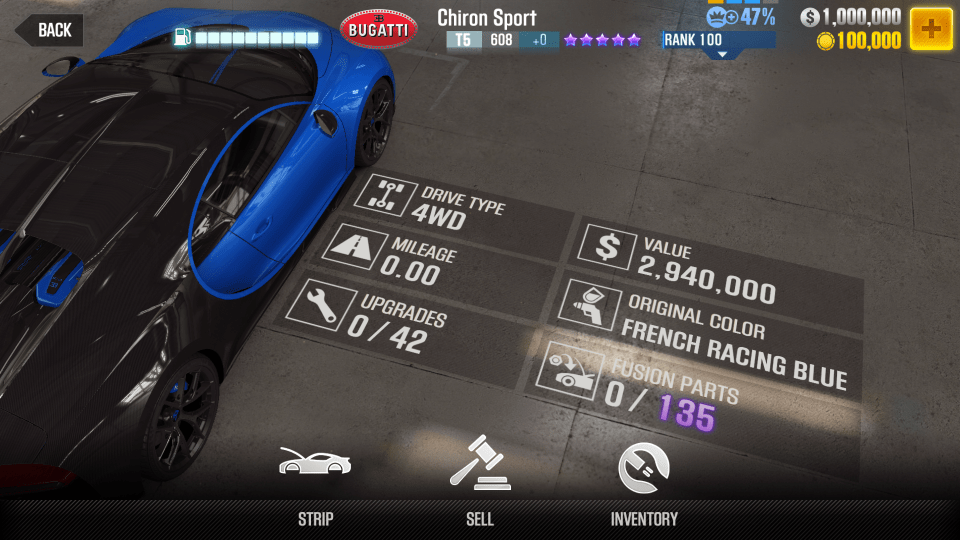 BACK
BUGATTI
Chiron Sport
T5 608 +0
47%
RANK 100
1,000,000
100,000
DRIVE TYPE
4WD
MILEAGE
0.00
UPGRADES
0/42
VALUE
2,940,000
ORIGINAL COLOR
FRENCH RACING BLUE
FUSION PARTS
0/135
STRIP
SELL
INVENTORY